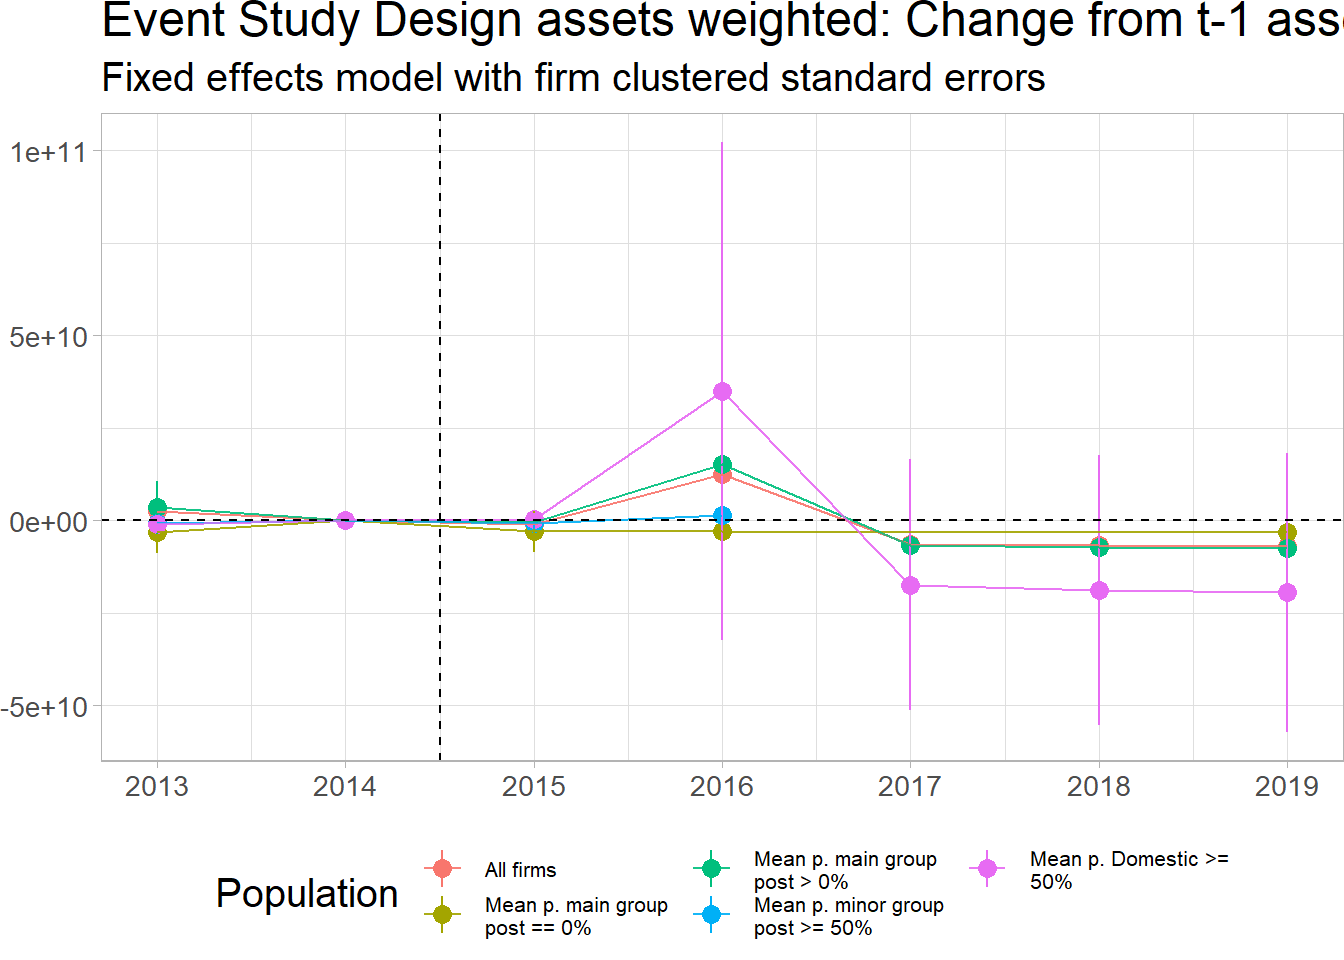 Event Study Design assets weighted: Change from t-1
Fixed effects model with firm clustered standard errors
1e+11
5e+10
0e+00
-5e+10
2013 2014 2015 2016 2017 2018 2019
Population
All firms
Mean p. main group
post == 0%
Mean p. main group
post > 0%
Mean p. minor group
post >= 50%
Mean p. Domestic >=
50%